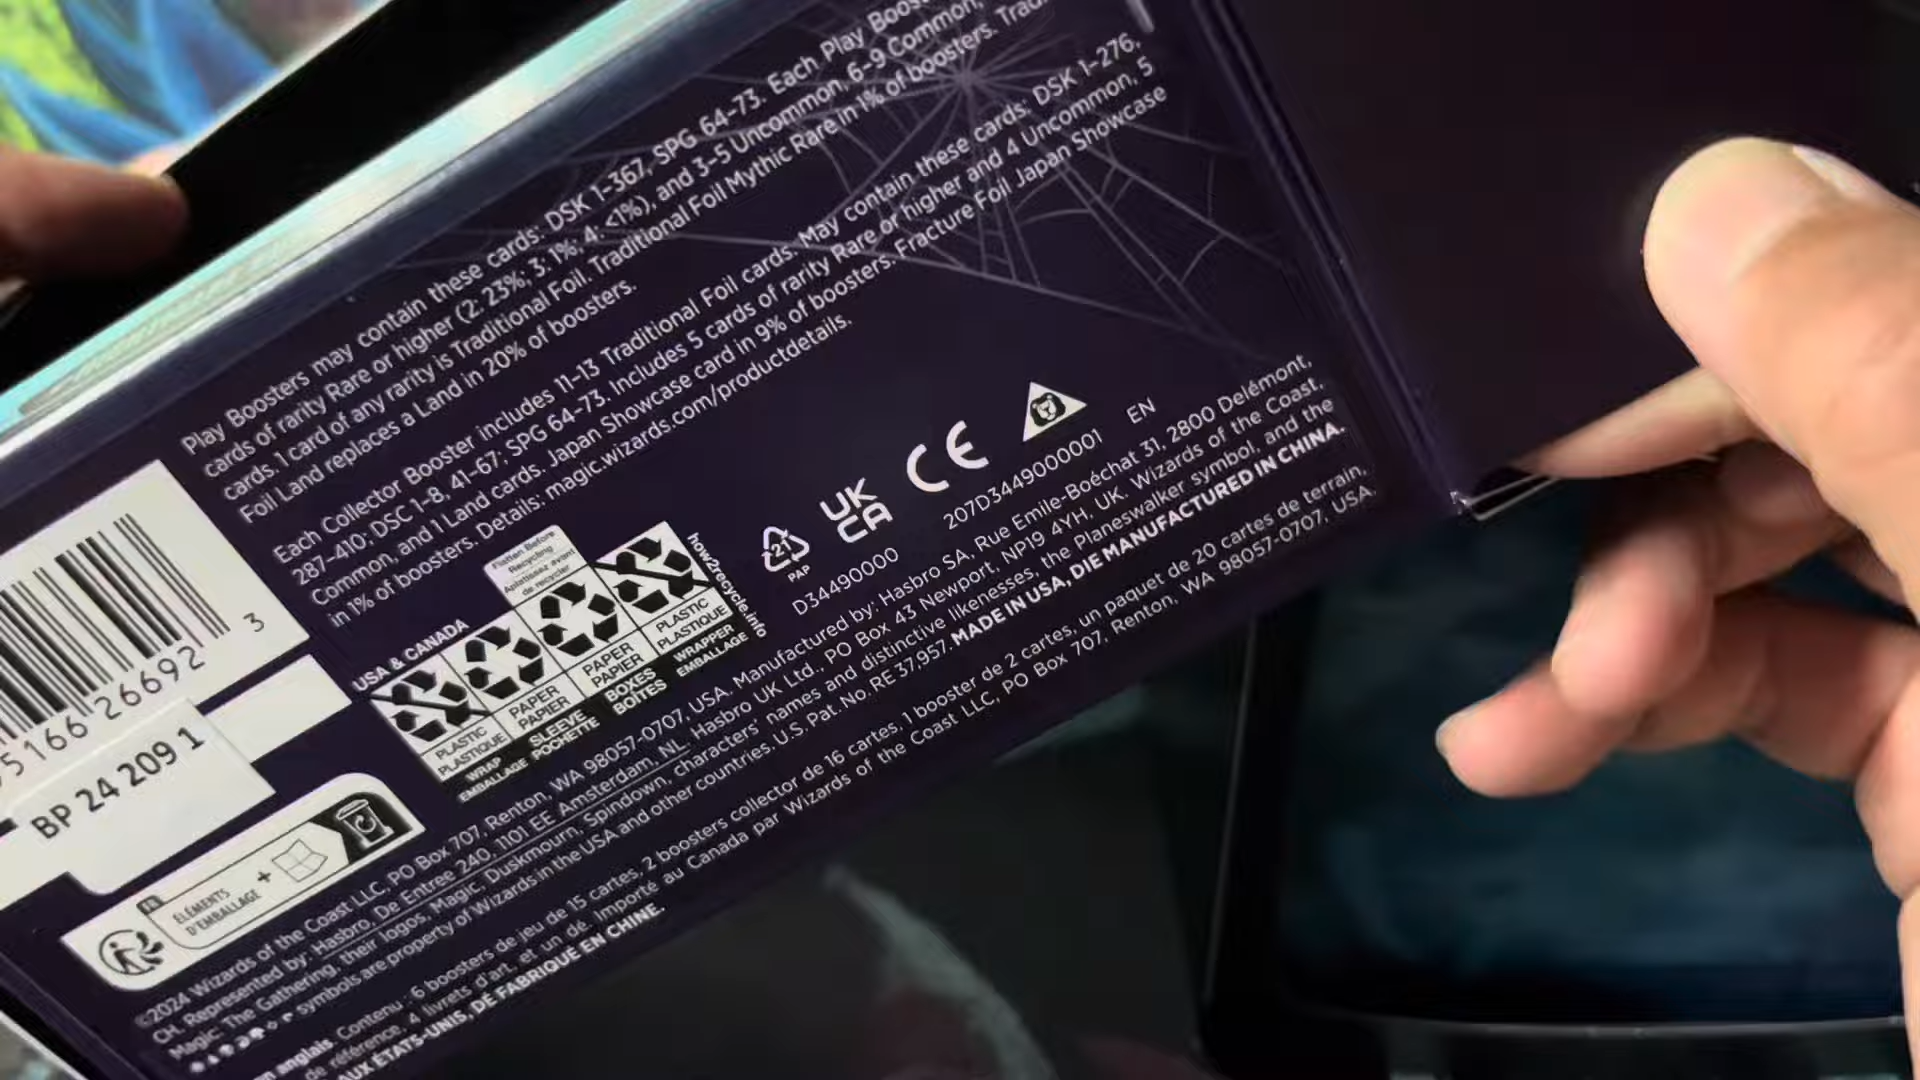 Play Boosters may contain these cards: DSK 1-367, SPG 64-73. Each Play
cards of rarity Rare or higher (2: 23%; 3: 1%; 4: <1%), and 3-5 Uncommon, 6-9 Common,
cards. 1 card of any rarity is Traditional Foil. Traditional Foil Mythic Rare in 1% of boosters.
Foil Land replaces a Land in 20% of boosters.
Each Collector Booster includes 11-13 Traditional Foil cards. May contain these cards: DSK 1-276,
287-410; DSC 1-8, 41-67; SPG 64-73. Includes 5 cards of rarity Rare or higher and 4 Uncommon, 5
Common, and 1 Land cards. Japan Showcase card in 9% of boosters. Fracture Foil Japan Showcase
in 1% of boosters. Details: magic.wizards.com/productdetails.
5166 26692 3
BP 24 209 1
USA & CANADA
Flatten Before
Recycling
Aplatissez avant
de recycler
how2recycle.info
PLASTIC
PLASTIQUE
WRAP
EMBALLAGE
PAPER
PAPIER
SLEEVE
POCHETTE
PAPER
PAPIER
BOXES
BOÎTES
PLASTIC
PLASTIQUE
WRAPPER
EMBALLAGE
21
PAP
UK
CA
CE
D34490000
207D34490000001
EN
FR
ÉLÉMENTS
D'EMBALLAGE
+
©2024 Wizards of the Coast LLC, PO Box 707, Renton, WA 98057-0707, USA. Manufactured by: Hasbro SA, Rue Emile-Boéchat 31, 2800 Delémont,
CH. Represented by: Hasbro, De Entree 240, 1101 EE Amsterdam, NL. Hasbro UK Ltd., PO Box 43 Newport, NP19 4YH, UK. Wizards of the Coast,
Magic: The Gathering, their logos, Magic, Duskmourn, Spindown, characters' names and distinctive likenesses, the Planeswalker symbol, and the
symbols are property of Wizards in the USA and other countries. U.S. Pat. No. RE 37,957. MADE IN USA, DIE MANUFACTURED IN CHINA.
en anglais. Contenu : 6 boosters de jeu de 15 cartes, 2 boosters collector de 16 cartes, 1 booster de 2 cartes, un paquet de 20 cartes de terrain,
de référence, 4 livrets d'art, et un dé. Importé au Canada par Wizards of the Coast LLC, PO Box 707, Renton, WA 98057-0707, USA.
AUX ÉTATS-UNIS, DÉ FABRIQUÉ EN CHINE.